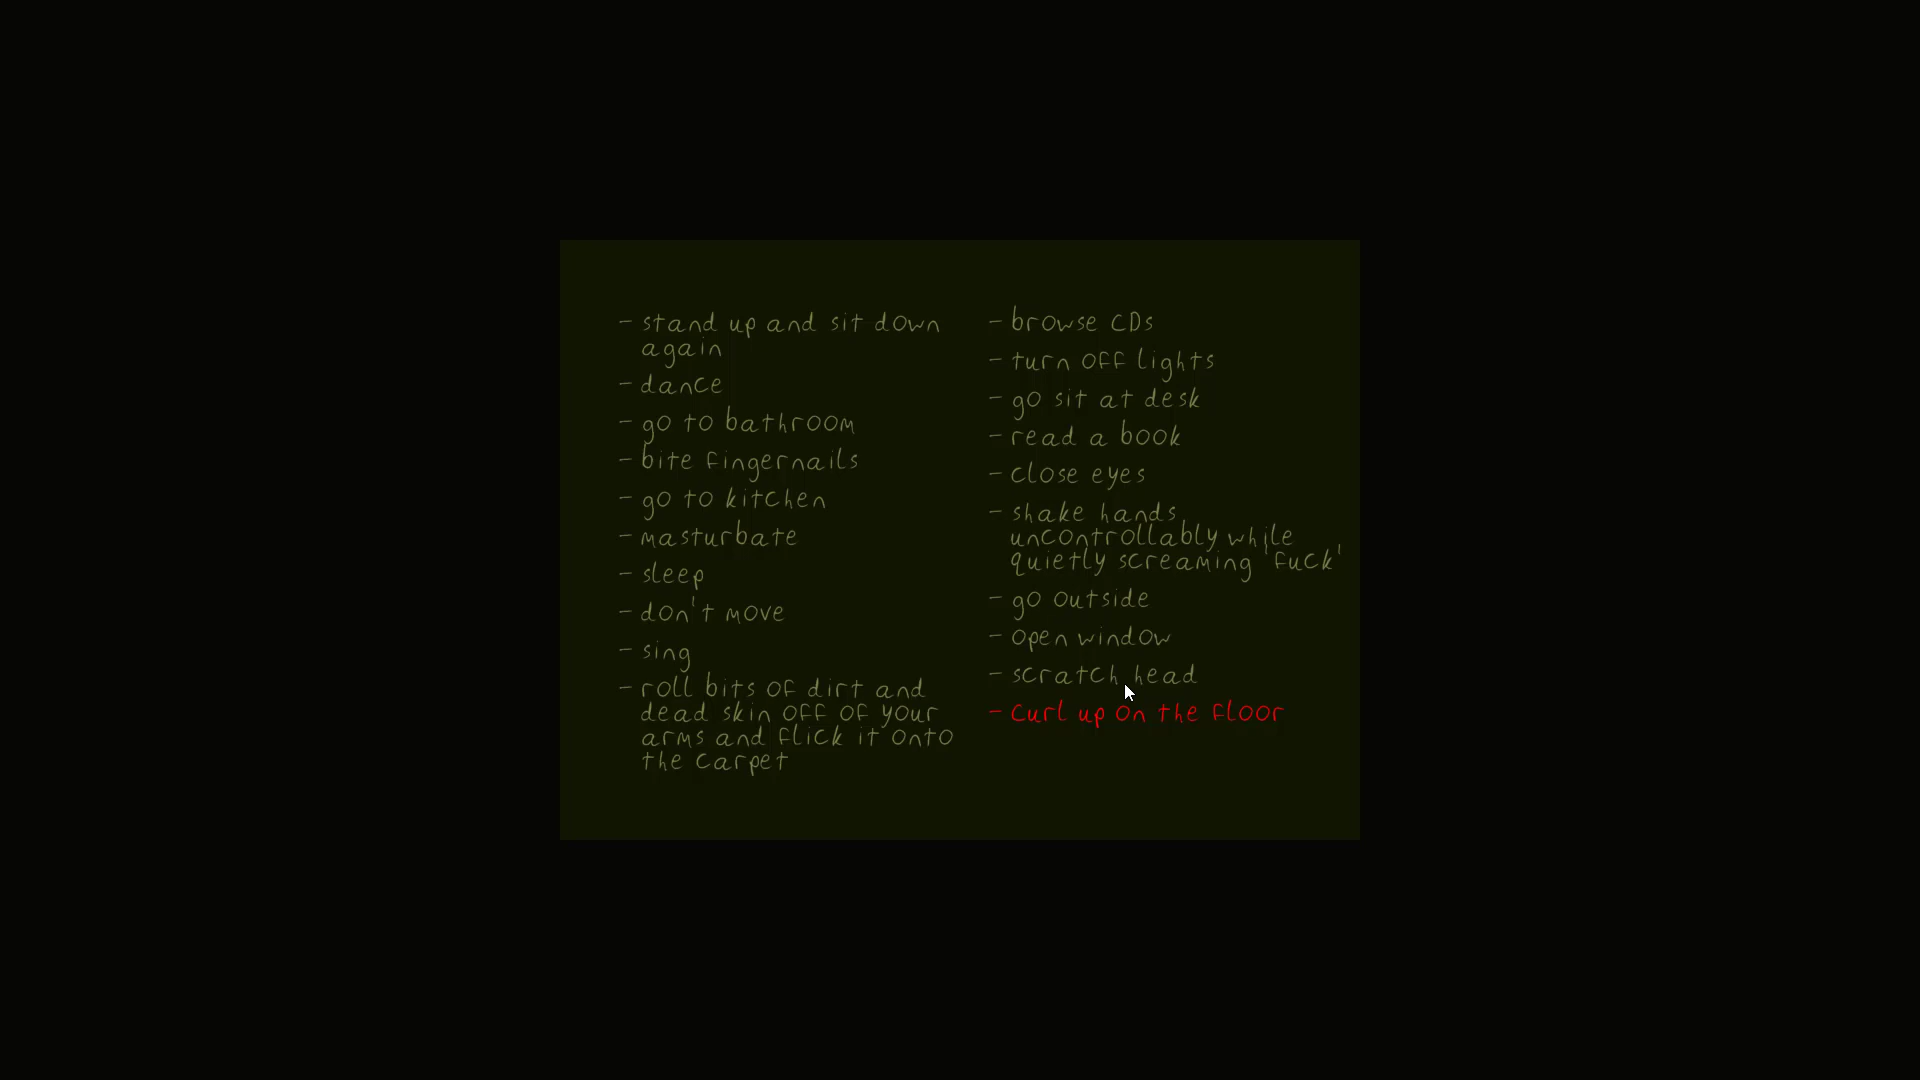 - stand up and sit down
again
- dance
- go to bathroom
- bite fingernails
- go to kitchen
- masturbate
- sleep
- don't move
- sing
- roll bits of dirt and
dead skin off of your
arms and flick it onto
the carpet
- browse CDs
- turn off lights
- go sit at desk
- read a book
- close eyes
- shake hands
uncontrollably while
quietly screaming 'fuck'
- go outside
- open window
- scratch head
- curl up on the floor